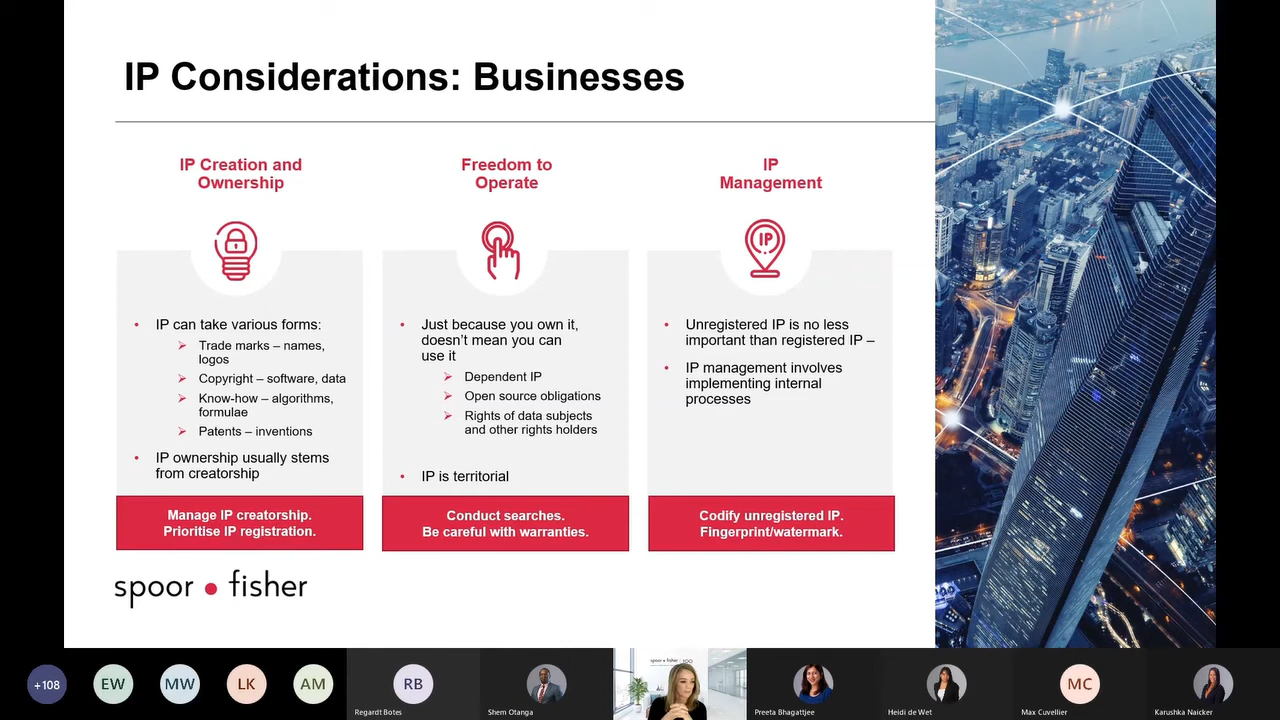 IP Considerations: Businesses
IP Creation and
Ownership
IP can take various forms:
Trade marks – names,
logos
Copyright – software, data
Know-how – algorithms,
formulae
Patents – inventions
IP ownership usually stems
from creatorship
Manage IP creatorship.
Prioritise IP registration.
Freedom to
Operate
Just because you own it,
doesn’t mean you can
use it
Dependent IP
Open source obligations
Rights of data subjects
and other rights holders
IP is territorial
Conduct searches.
Be careful with warranties.
IP
Management
IP
Unregistered IP is no less
important than registered IP –
IP management involves
implementing internal
processes
Codify unregistered IP.
Fingerprint/watermark.
spoor • fisher
+108
EW
MW
LK
AM
RB
Regardt Botes
Shem Otanga
spoor • fisher
Preeta Bhagattjee
Heidi de Wet
MC
Max Cuvellier
Karushka Naicker